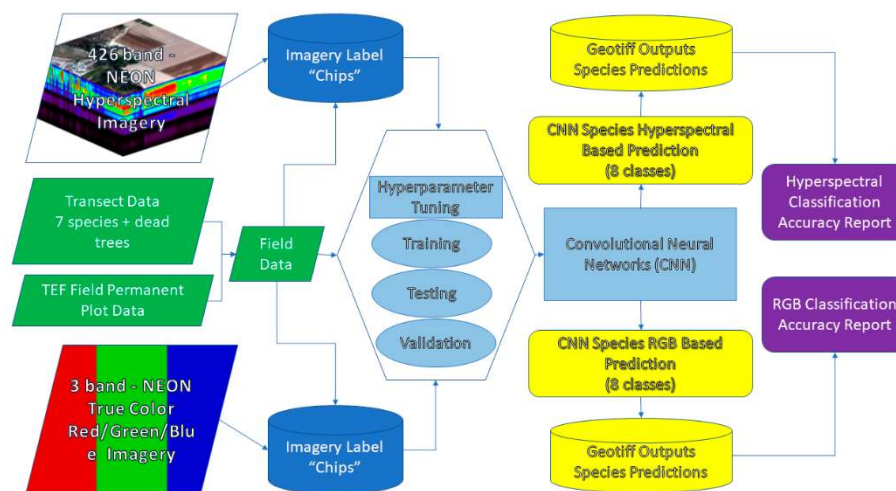 426 band -
NEON
Hyperspectral
Imagery
Imagery Label
“Chips”
Geotiff Outputs
Species Predictions
CNN Species Hyperspectral
Based Prediction
(8 classes)
Hyperspectral
Classification
Accuracy Report
Transect Data
7 species + dead
trees
TEF Field Permanent
Plot Data
Field
Data
Hyperparameter
Tuning
Training
Testing
Validation
Convolutional Neural
Networks (CNN)
RGB Classification
Accuracy Report
CNN Species RGB Based
Prediction
(8 classes)
3 band - NEON
True Color
Red/Green/Blu
e Imagery
Imagery Label
“Chips”
Geotiff Outputs
Species Predictions